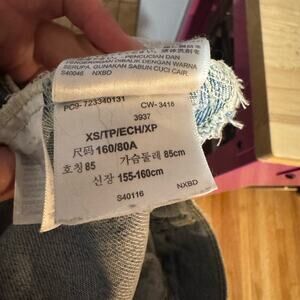 PENCUCIAN DAN
PENGERINGAN DIBALIK DENGAN WARNA
SERUPA, GUNAKAN SABUN CUCI CAIR.
S40046 NXBD
PC9-723340131 CW-3418
3937
XS/TP/ECH/XP
尺码 160/80A
호칭 85 가슴둘레 85cm
신장 155-160cm
S40116 NXBD